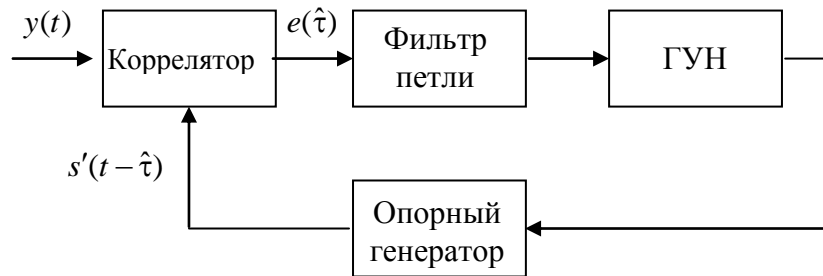 y(t)
Коррелятор
e(τ̂)
Фильтр
петли
ГУН
s′(t − τ̂)
Опорный
генератор